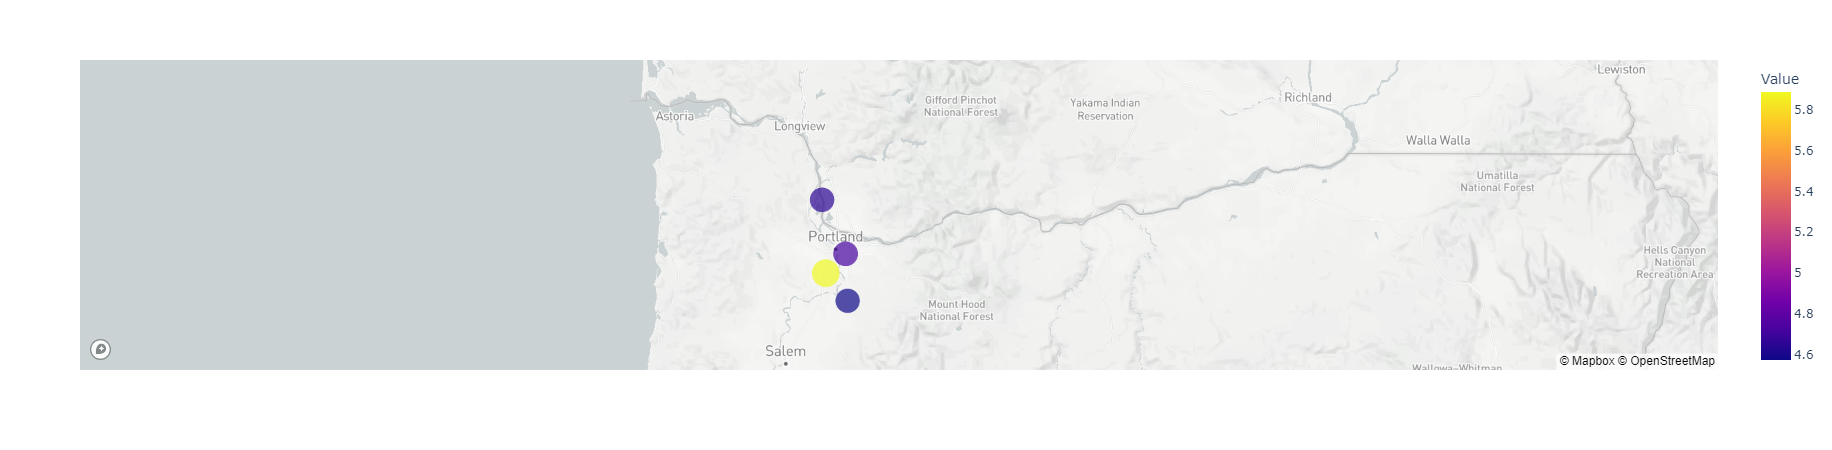 Lewiston
Value
Gifford Pinchot
National Forest
Yakama Indian
Reservation
Richland
Astoria
Longview
Walla Walla
Umatilla
National Forest
Portland
Hells Canyon
National
Recreation Area
Mount Hood
National Forest
Salem
Wallowa-Whitman
© Mapbox © OpenStreetMap
5.8
5.6
5.4
5.2
5
4.8
4.6